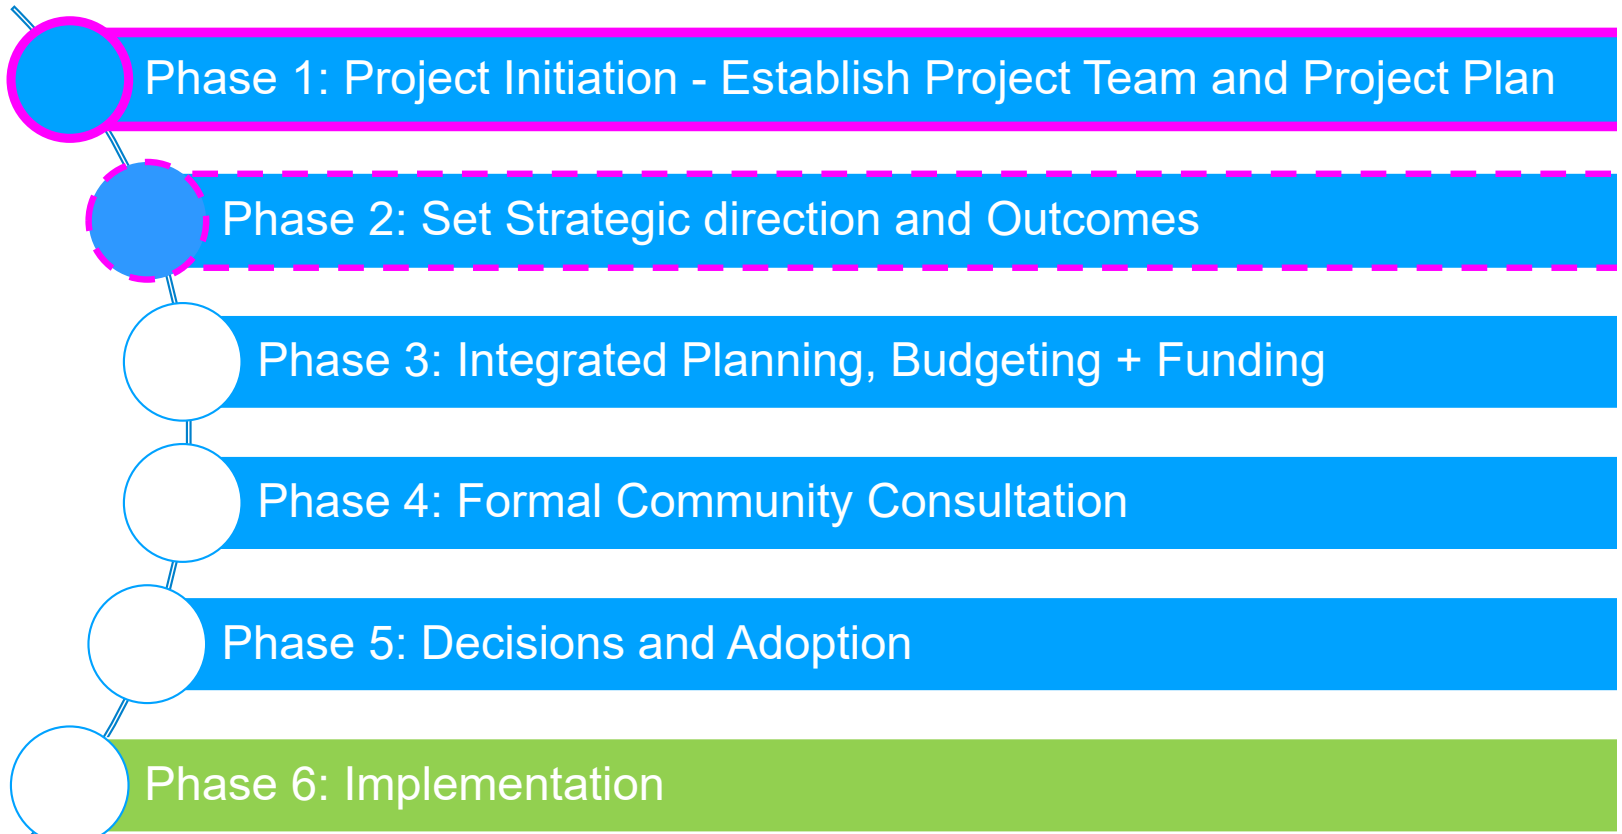 Phase 1: Project Initiation - Establish Project Team and Project Plan
Phase 2: Set Strategic direction and Outcomes
Phase 3: Integrated Planning, Budgeting + Funding
Phase 4: Formal Community Consultation
Phase 5: Decisions and Adoption
Phase 6: Implementation